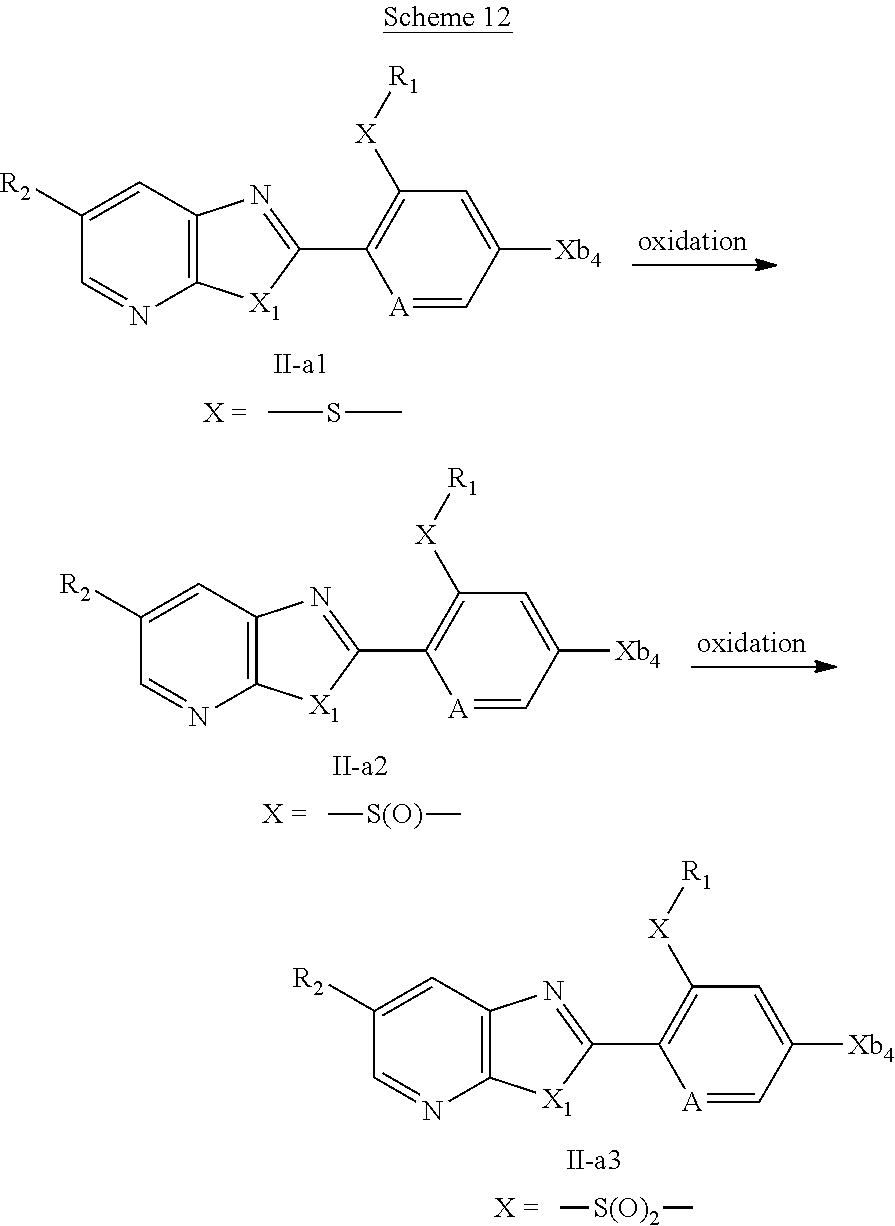 Scheme 12
R1
X
R2
N
Xb4
oxidation
N
X1
A
II-a1
X = —S—
R1
X
R2
N
Xb4
oxidation
N
X1
A
II-a2
X = —S(O)—
R1
X
R2
N
Xb4
N
X1
A
II-a3
X = —S(O)2—